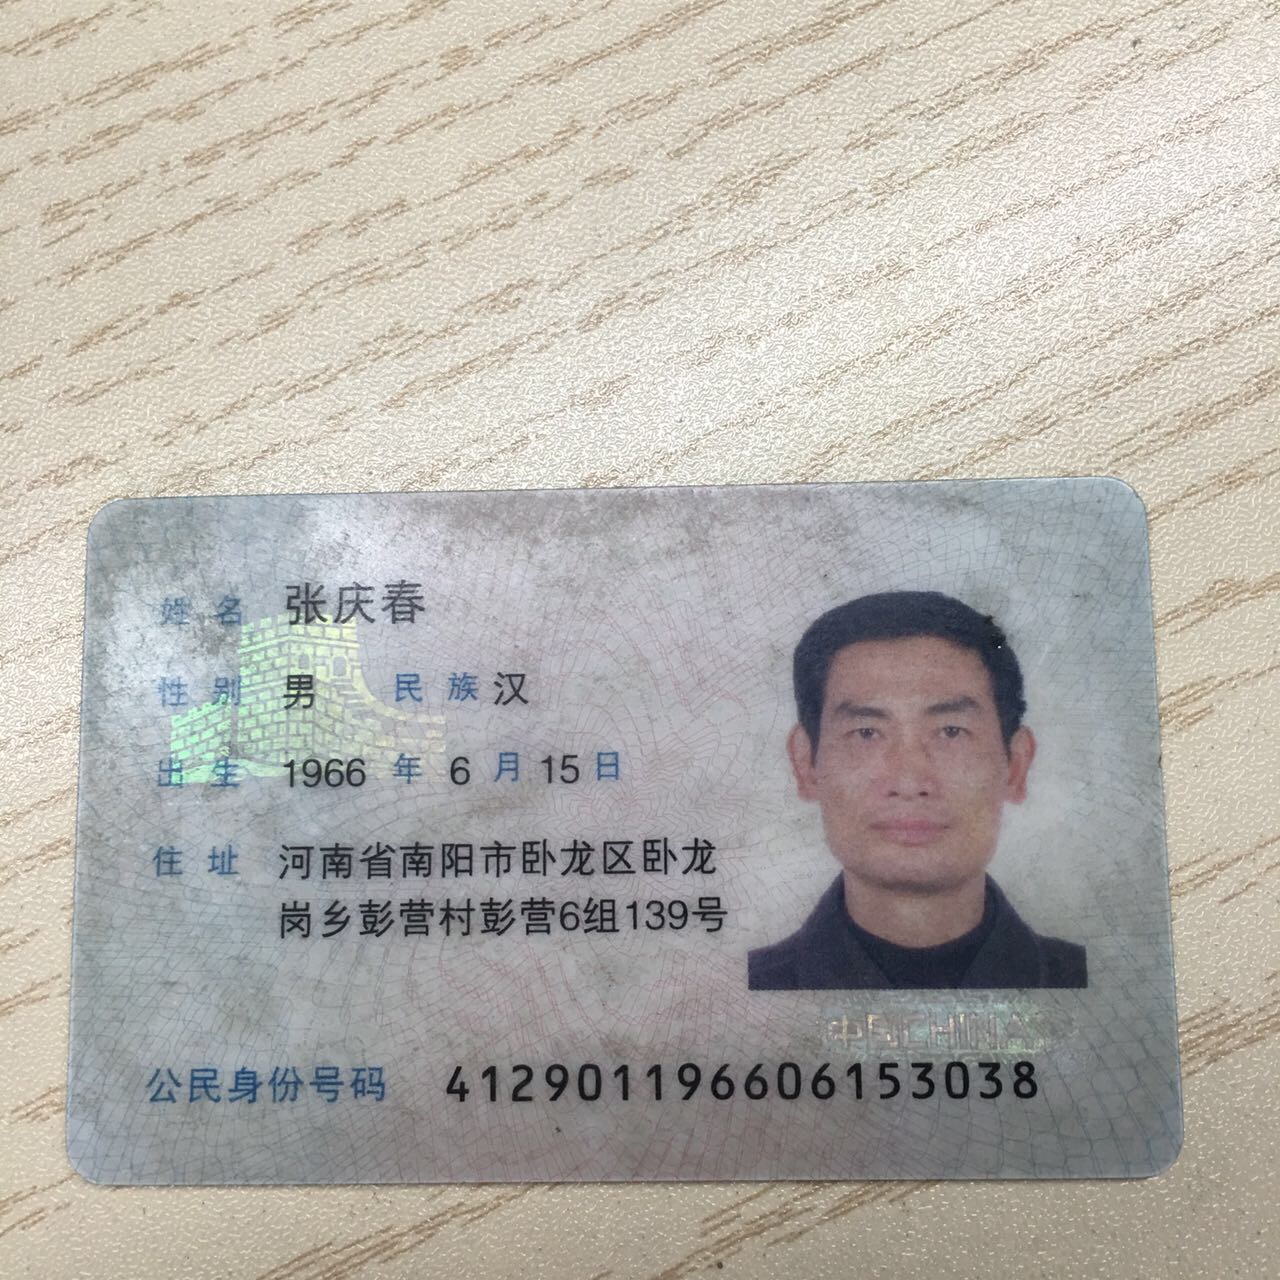 姓名 张庆春
性别 男 民族 汉
出生 1966 年 6 月 15 日
住址 河南省南阳市卧龙区卧龙
岗乡彭营村彭营6组139号
中国CHINA
公民身份号码 412901196606153038